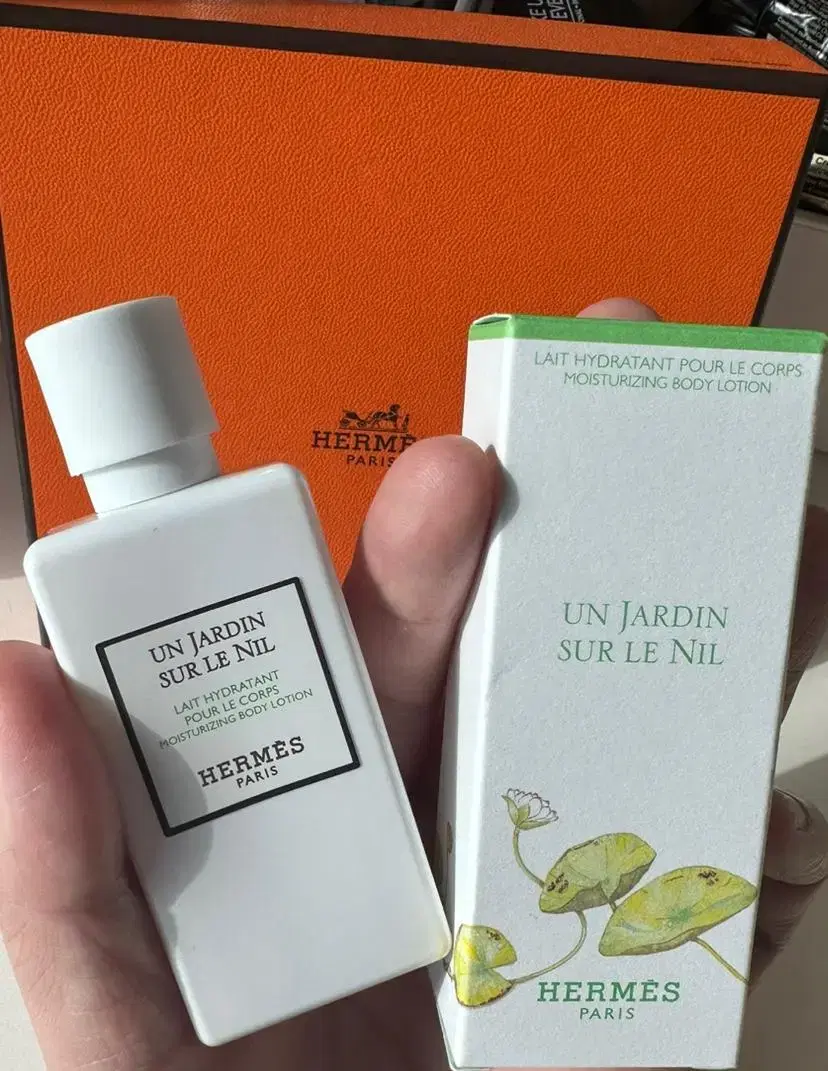 HERMÈ
PARIS
UN JARDIN
SUR LE NIL
LAIT HYDRATANT
POUR LE CORPS
MOISTURIZING BODY LOTION
HERMÈS
PARIS
LAIT HYDRATANT POUR LE CORPS
MOISTURIZING BODY LOTION
UN JARDIN
SUR LE NIL
HERMÈS
PARIS